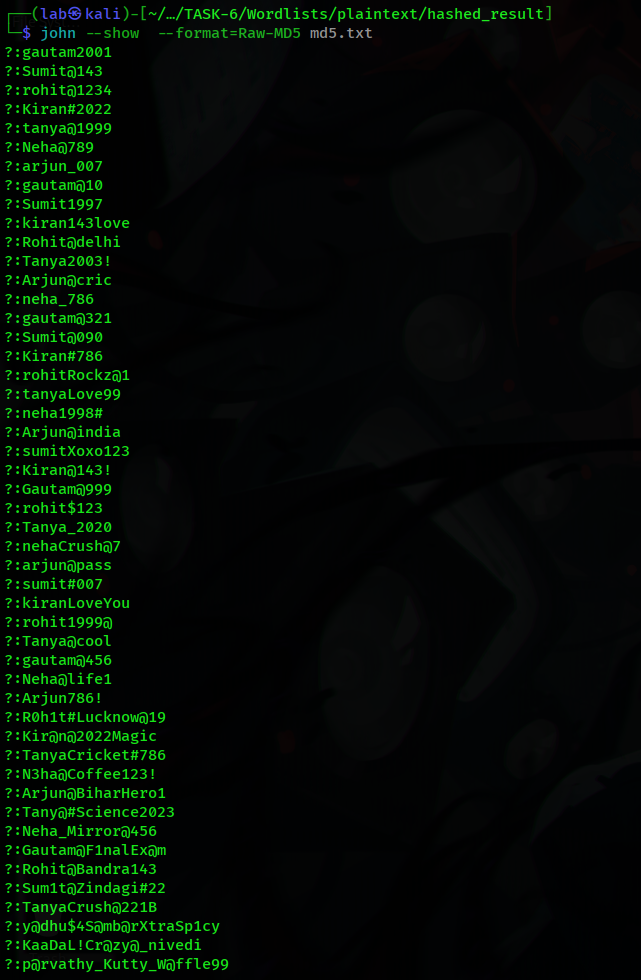 ┌──(lab㉿kali)-[~/…/TASK-6/Wordlists/plaintext/hashed_result]
└─$ john --show  --format=Raw-MD5 md5.txt
?:gautam2001
?:Sumit@143
?:rohit@1234
?:Kiran#2022
?:tanya@1999
?:Neha@789
?:arjun_007
?:gautam@10
?:Sumit1997
?:kiran143love
?:Rohit@delhi
?:Tanya2003!
?:Arjun@cric
?:neha_786
?:gautam@321
?:Sumit@090
?:Kiran#786
?:rohitRockz@1
?:tanyaLove99
?:neha1998#
?:Arjun@india
?:sumitXoxo123
?:Kiran@143!
?:Gautam@999
?:rohit$123
?:Tanya_2020
?:nehaCrush@7
?:arjun@pass
?:sumit#007
?:kiranLoveYou
?:rohit1999@
?:Tanya@cool
?:gautam@456
?:Neha@life1
?:Arjun786!
?:R0h1t#Lucknow@19
?:Kir@n@2022Magic
?:TanyaCricket#786
?:N3ha@Coffee123!
?:Arjun@BiharHero1
?:Tany@#Science2023
?:Neha_Mirror@456
?:Gautam@F1nalEx@m
?:Rohit@Bandra143
?:Sum1t@Zindagi#22
?:TanyaCrush@221B
?:y@dhu$4S@mb@rXtraSp1cy
?:KaaDaL!Cr@zy@_nivedi
?:p@rvathy_Kutty_W@ffle99